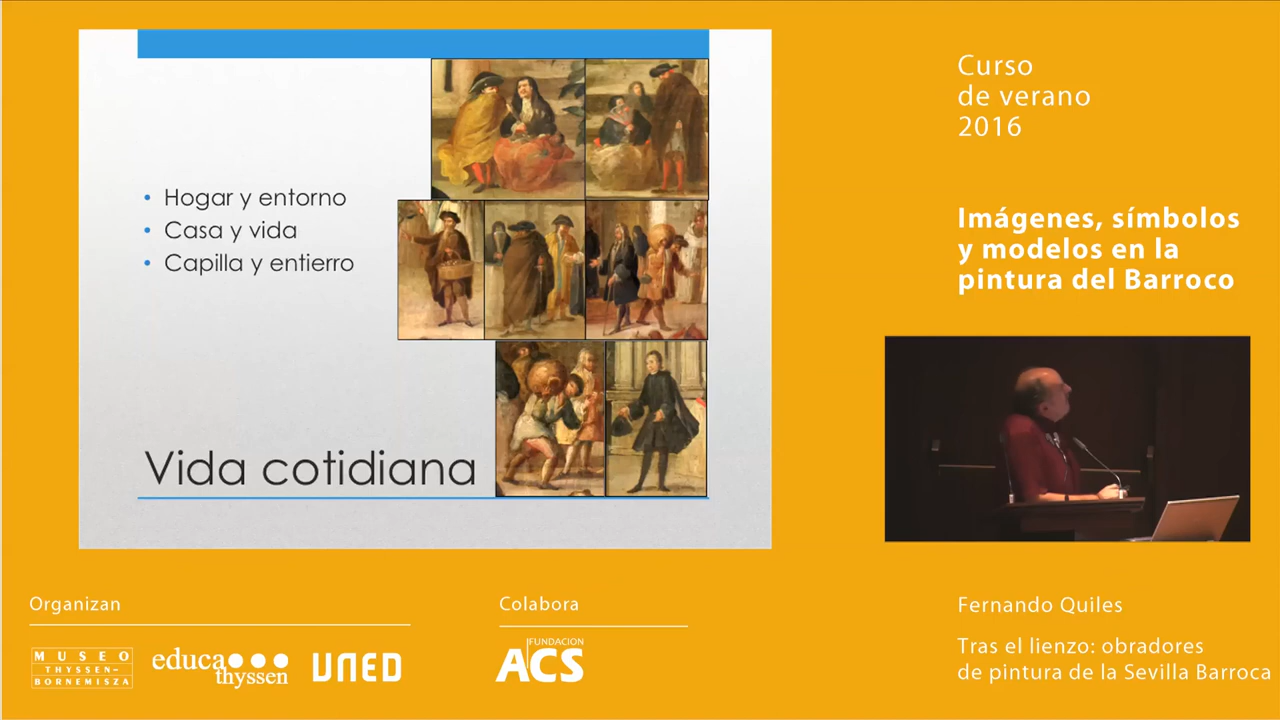 Hogar y entorno
Casa y vida
Capilla y entierro
Vida cotidiana
Curso
de verano
2016
Imágenes, símbolos
y modelos en la
pintura del Barroco
Organizan
MUSEO
THYSSEN-
BORNEMISZA
educa
thyssen
UNED
Colabora
FUNDACION
ACS
Fernando Quiles
Tras el lienzo: obradores
de pintura de la Sevilla Barroca